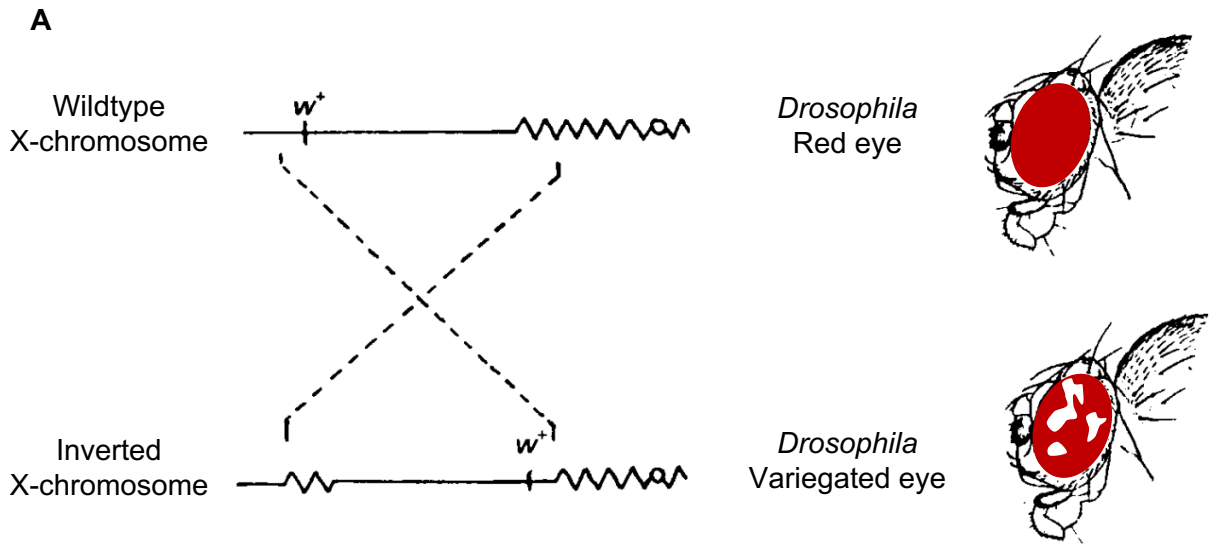 A
Wildtype
X-chromosome
w+
Drosophila
Red eye
Inverted
X-chromosome
w+
Drosophila
Variegated eye